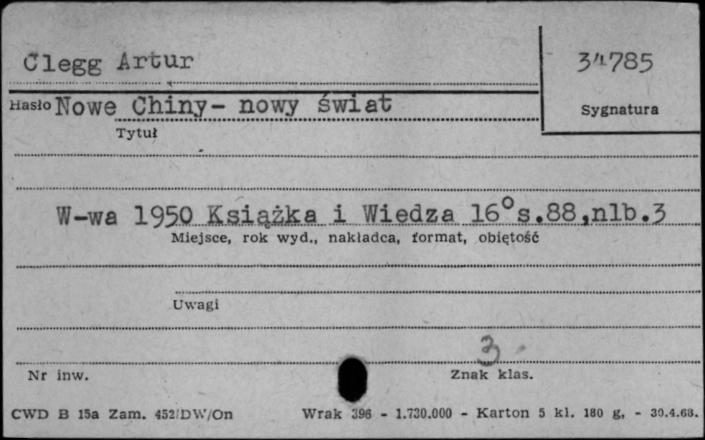 Clegg Artur
34785
Hasło Nowe Chiny- nowy świat
Sygnatura
Tytuł
W-wa 1950 Książka i Wiedza 16° s.88,nlb.3
Miejsce, rok wyd., nakładca, format, objętość
Uwagi
3
Nr inw.
Znak klas.
CWD B 15a Zam. 452/DW/On Wrak 396 - 1.730.000 - Karton 5 kl. 180 g, - 30.4.68.